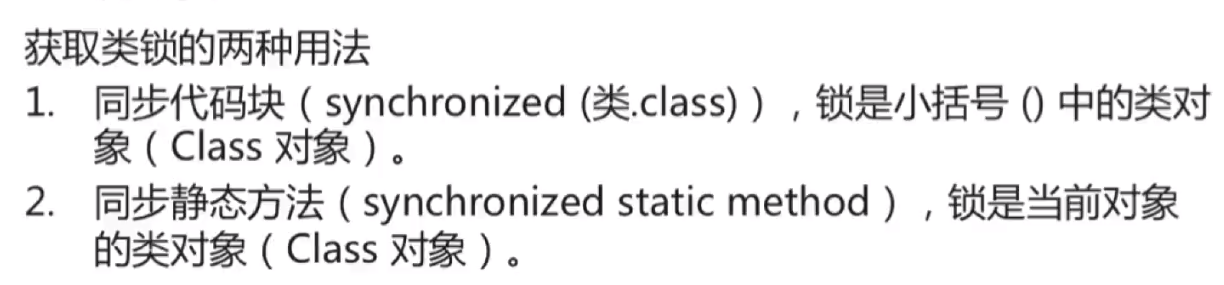 获取类锁的两种用法
1. 同步代码块（synchronized (类.class)），锁是小括号 () 中的类对
象（Class 对象）。
2. 同步静态方法（synchronized static method），锁是当前对象
的类对象（Class 对象）。